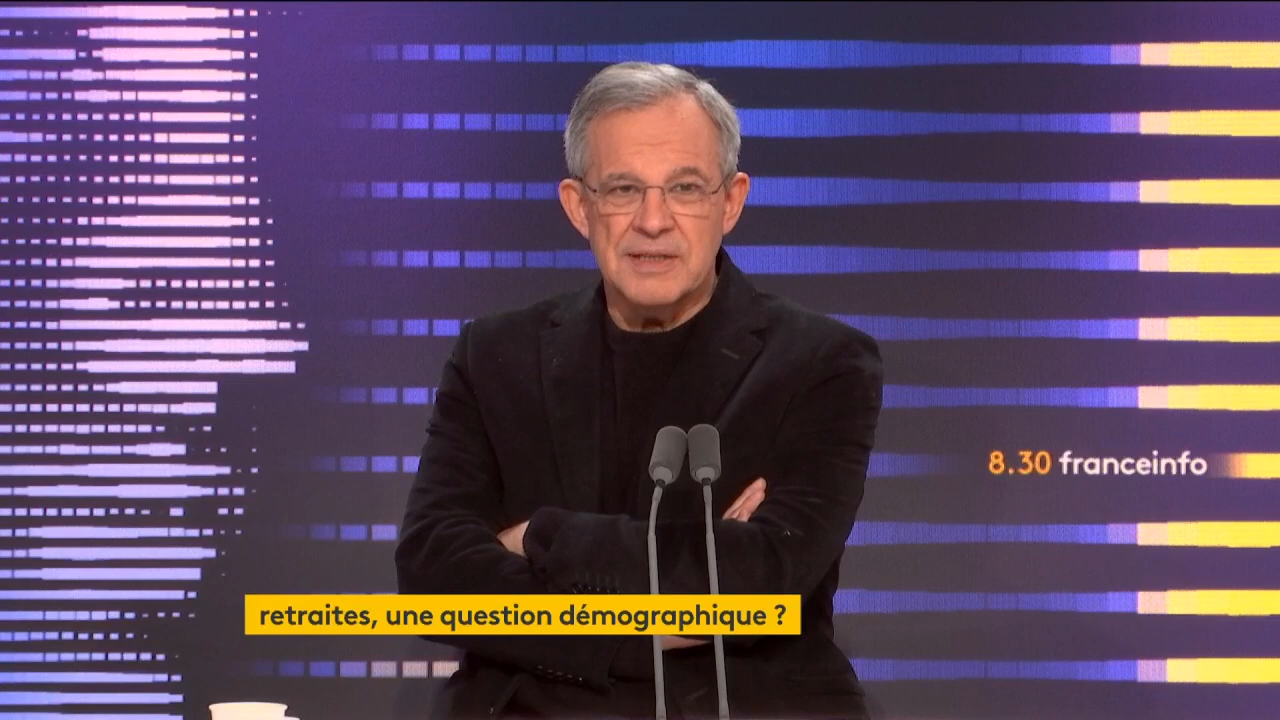 8.30 franceinfo
retraites, une question démographique ?